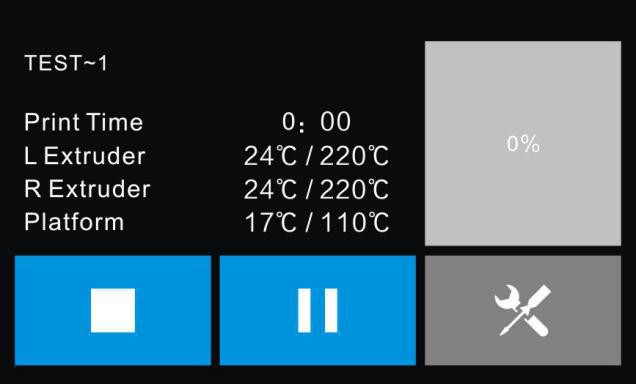 TEST~1
Print Time 0: 00
L Extruder 24℃ / 220℃
R Extruder 24℃ / 220℃
Platform 17℃ / 110℃
0%